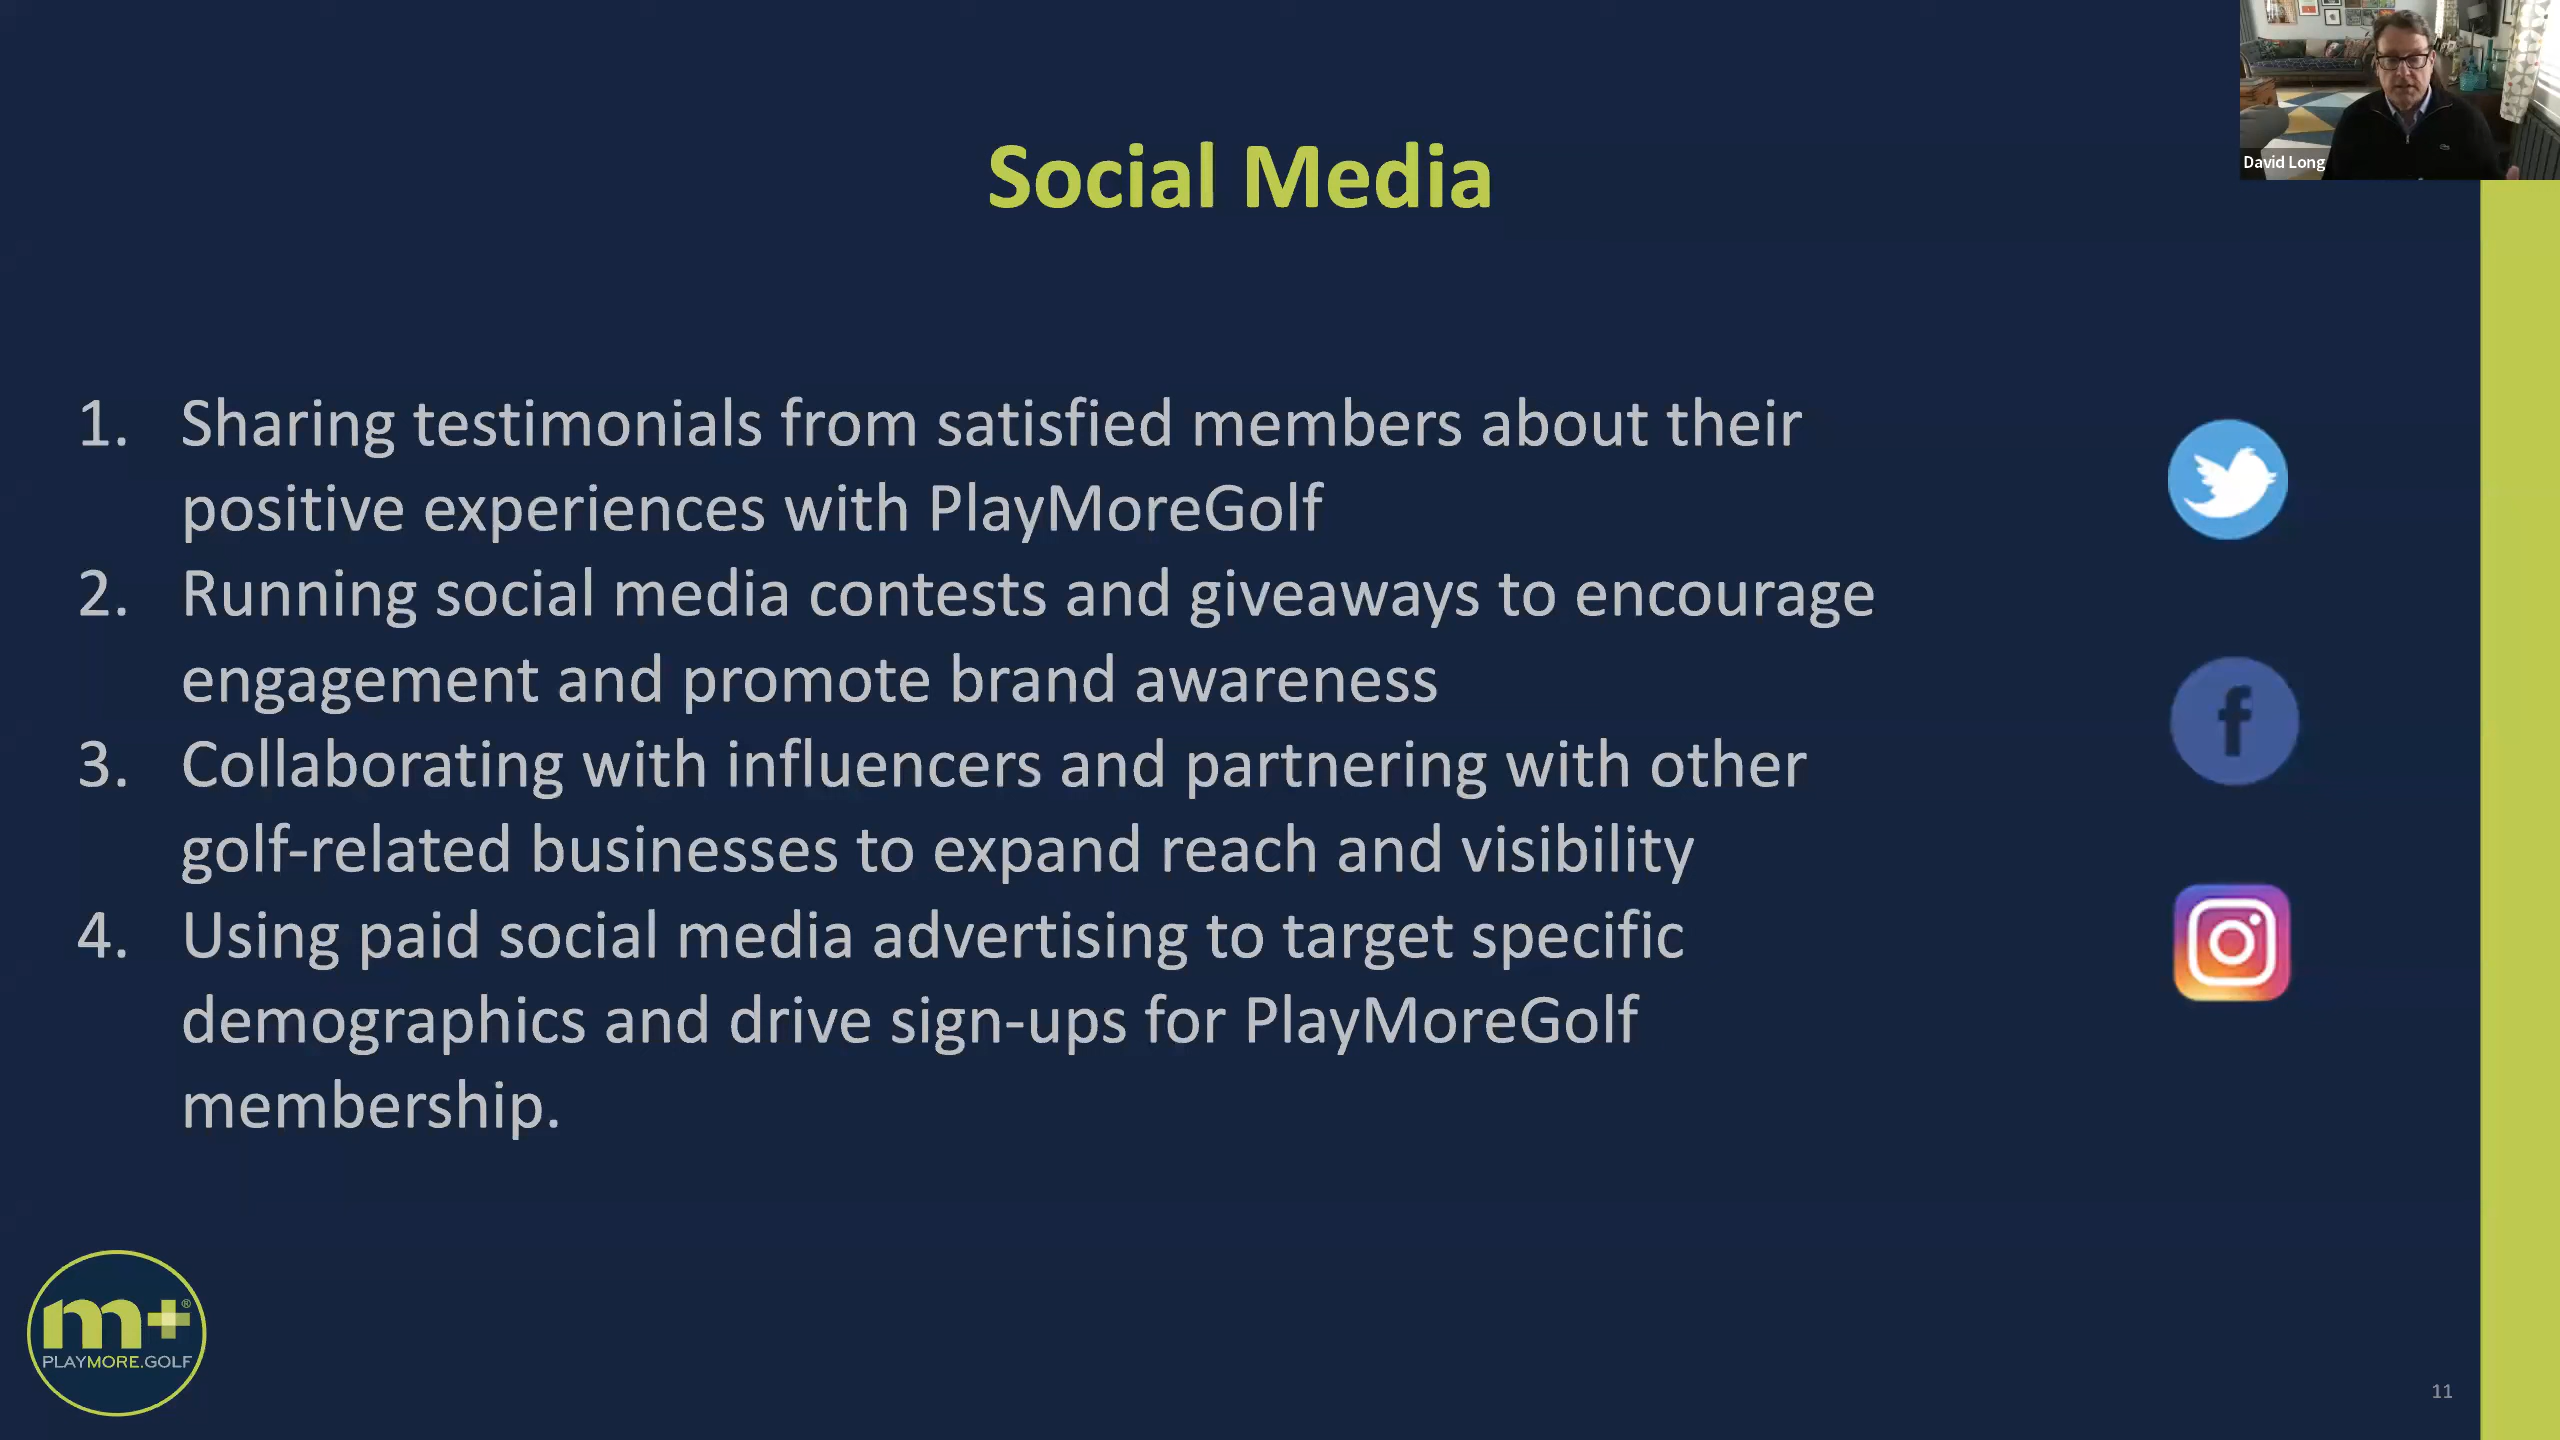 David Long
Social Media
1. Sharing testimonials from satisfied members about their
positive experiences with PlayMoreGolf
2. Running social media contests and giveaways to encourage
engagement and promote brand awareness
3. Collaborating with influencers and partnering with other
golf-related businesses to expand reach and visibility
4. Using paid social media advertising to target specific
demographics and drive sign-ups for PlayMoreGolf
membership.
m+®
PLAYMORE.GOLF
11